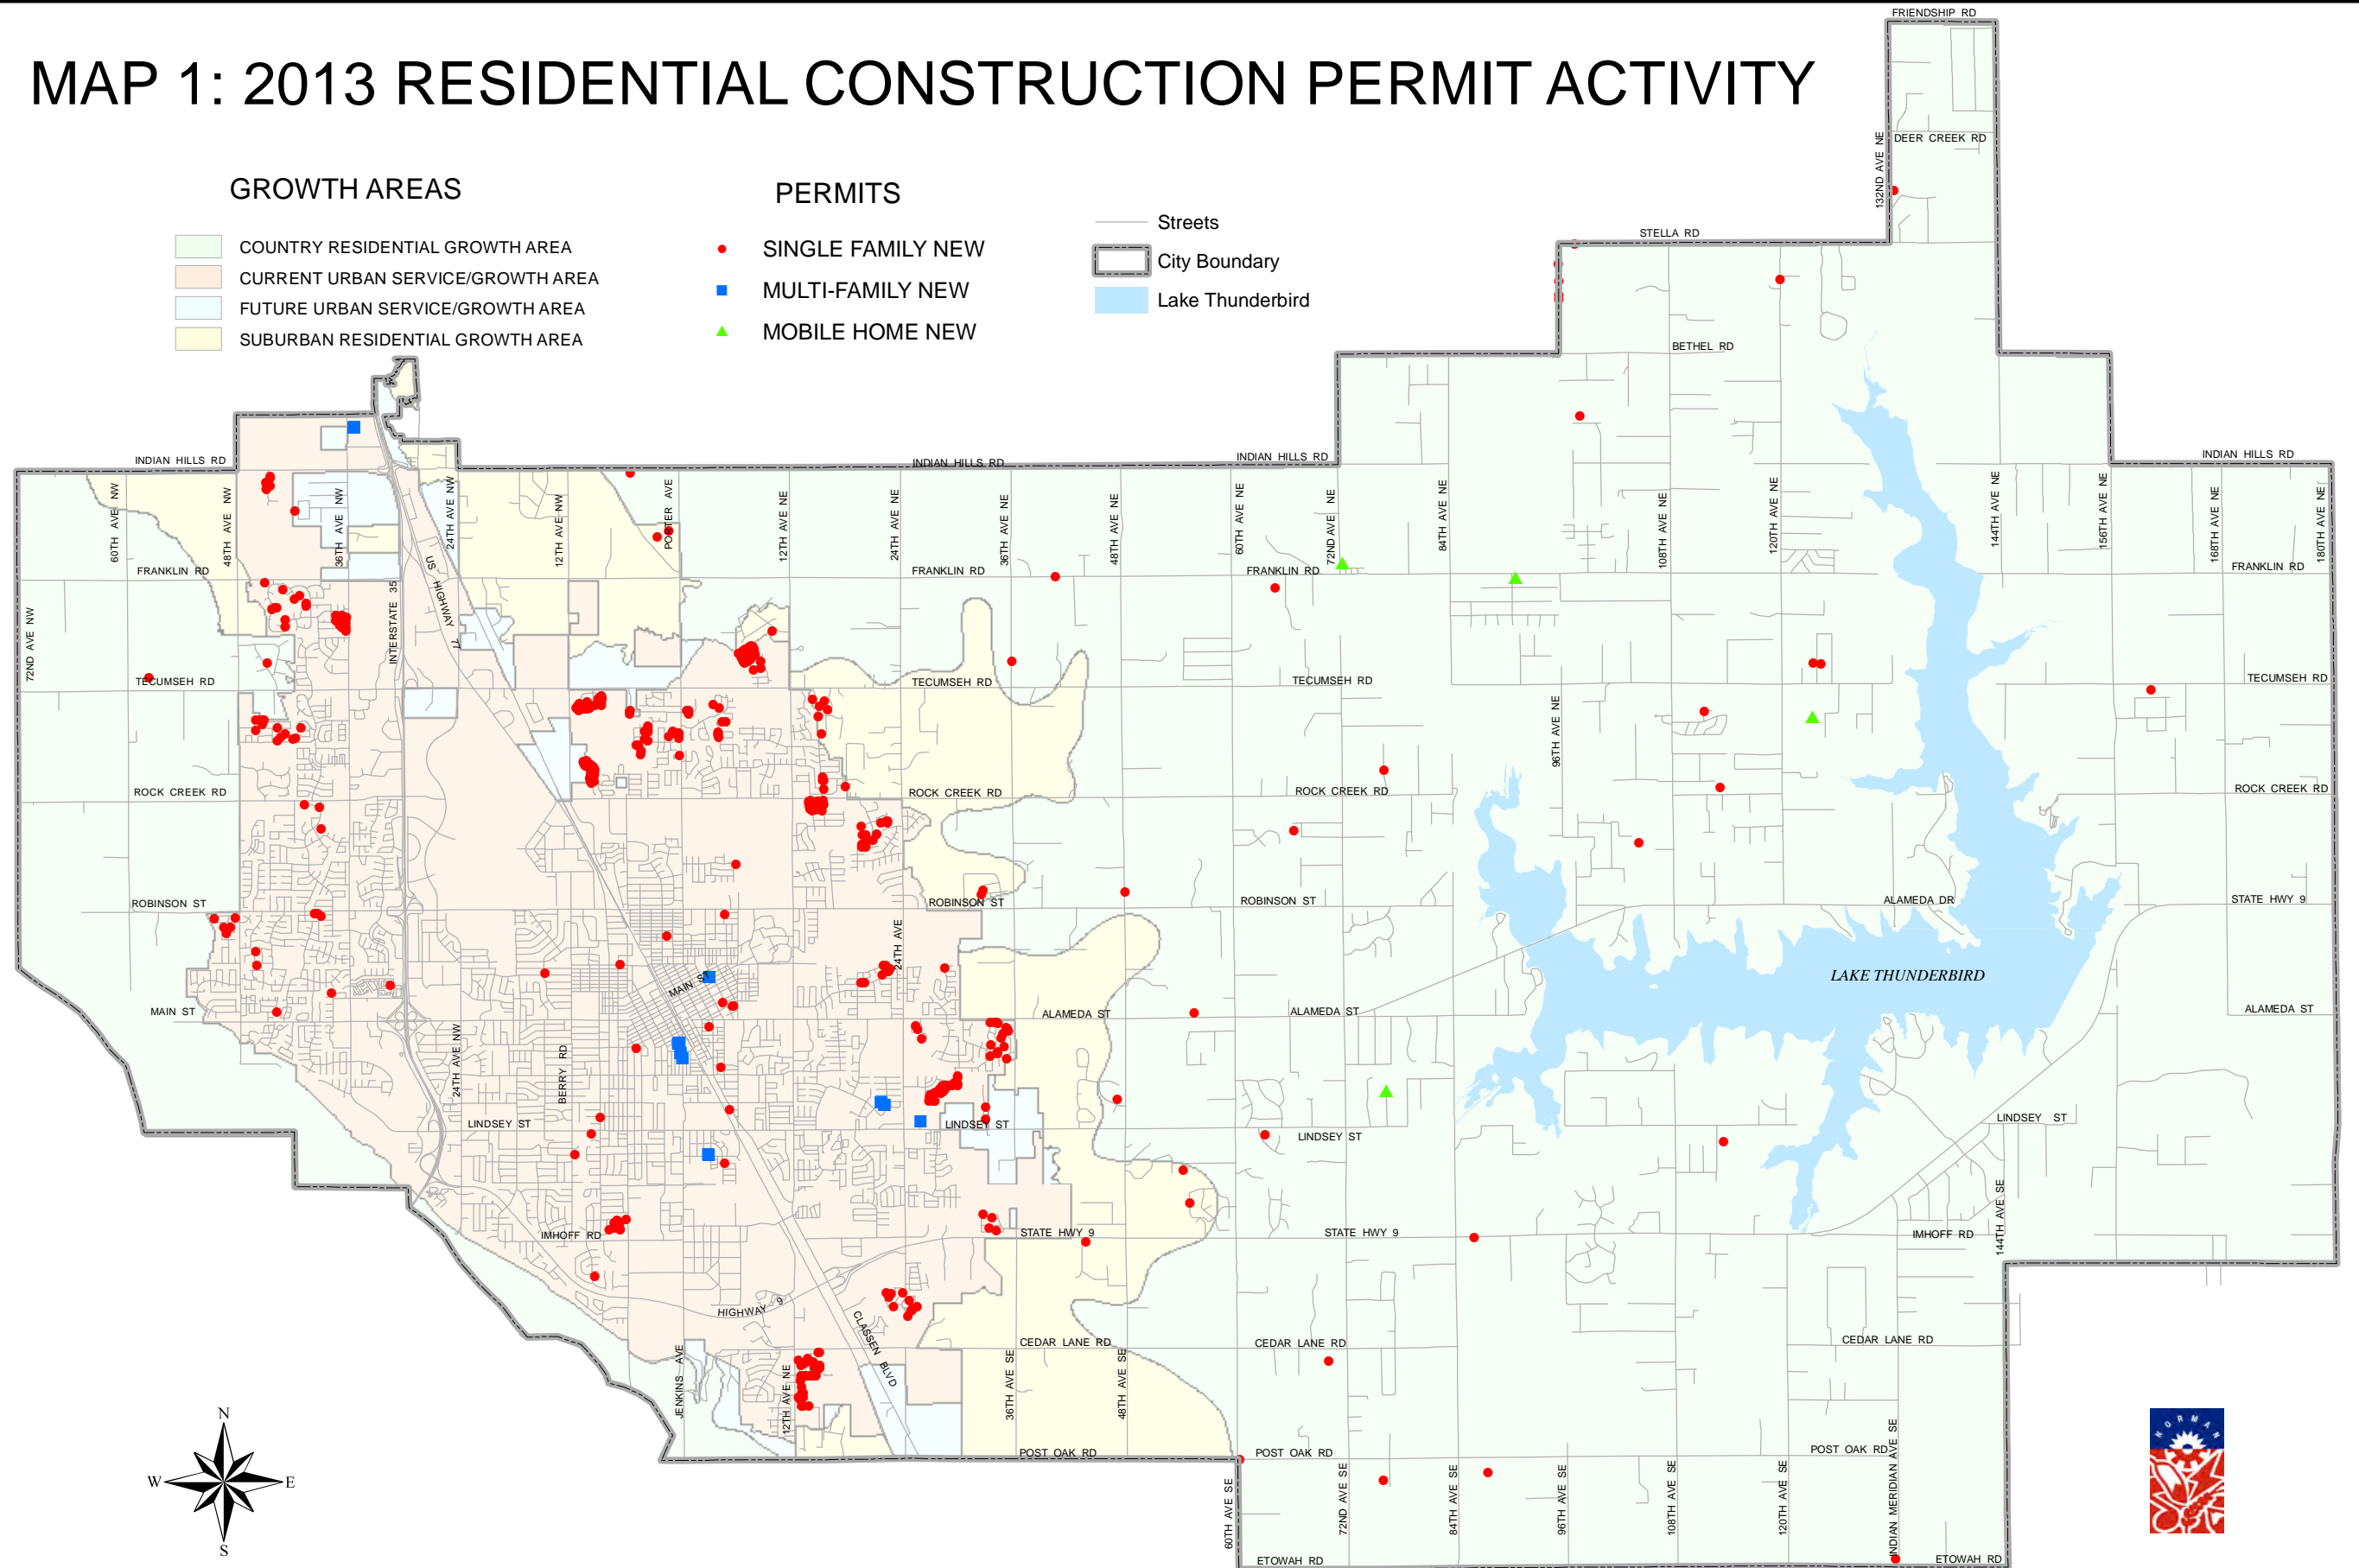 FRIENDSHIP RD
MAP 1: 2013 RESIDENTIAL CONSTRUCTION PERMIT ACTIVITY
132ND AVE NE
DEER CREEK RD
GROWTH AREAS
COUNTRY RESIDENTIAL GROWTH AREA
CURRENT URBAN SERVICE/GROWTH AREA
FUTURE URBAN SERVICE/GROWTH AREA
SUBURBAN RESIDENTIAL GROWTH AREA
PERMITS
SINGLE FAMILY NEW
MULTI-FAMILY NEW
MOBILE HOME NEW
Streets
City Boundary
Lake Thunderbird
STELLA RD
BETHEL RD
INDIAN HILLS RD
INDIAN HILLS RD
INDIAN HILLS RD
INDIAN HILLS RD
60TH AVE NW
48TH AVE NW
36TH AVE NW
24TH AVE NW
12TH AVE NW
PORTER AVE
12TH AVE NE
24TH AVE NE
36TH AVE NE
48TH AVE NE
60TH AVE NE
72ND AVE NE
84TH AVE NE
108TH AVE NE
120TH AVE NE
144TH AVE NE
156TH AVE NE
168TH AVE NE
180TH AVE NE
FRANKLIN RD
FRANKLIN RD
FRANKLIN RD
FRANKLIN RD
72ND AVE NW
INTERSTATE 35
US HIGHWAY 77
TECUMSEH RD
TECUMSEH RD
TECUMSEH RD
TECUMSEH RD
96TH AVE NE
ROCK CREEK RD
ROCK CREEK RD
ROCK CREEK RD
ROCK CREEK RD
ROBINSON ST
ROBINSON ST
ROBINSON ST
ALAMEDA DR
STATE HWY 9
24TH AVE
LAKE THUNDERBIRD
MAIN ST
MAIN ST
ALAMEDA ST
ALAMEDA ST
ALAMEDA ST
24TH AVE NW
BERRY RD
LINDSEY ST
LINDSEY ST
LINDSEY ST
LINDSEY ST
144TH AVE SE
IMHOFF RD
STATE HWY 9
STATE HWY 9
IMHOFF RD
HIGHWAY 9
CLASSEN BLVD
CEDAR LANE RD
CEDAR LANE RD
CEDAR LANE RD
JENKINS AVE
12TH AVE NE
36TH AVE SE
48TH AVE SE
POST OAK RD
POST OAK RD
POST OAK RD
60TH AVE SE
72ND AVE SE
84TH AVE SE
96TH AVE SE
108TH AVE SE
120TH AVE SE
INDIAN MERIDIAN AVE SE
ETOWAH RD
ETOWAH RD
N
W
E
S
NORMAN